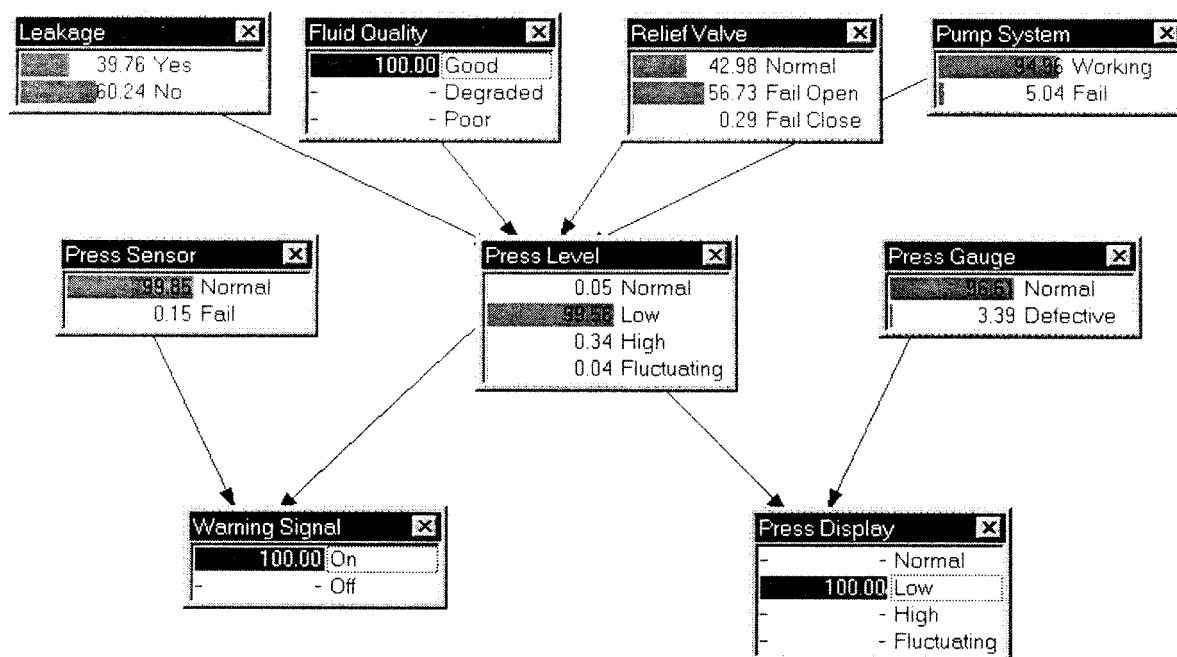 Leakage
39.76 Yes
60.24 No
Fluid Quality
100.00 Good
- - Degraded
- - Poor
Relief Valve
42.98 Normal
56.73 Fail Open
0.29 Fail Close
Pump System
94.96 Working
5.04 Fail
Press Sensor
99.85 Normal
0.15 Fail
Press Level
0.05 Normal
99.56 Low
0.34 High
0.04 Fluctuating
Press Gauge
96.61 Normal
3.39 Defective
Warning Signal
100.00 On
- - Off
Press Display
- - Normal
100.00 Low
- - High
- - Fluctuating